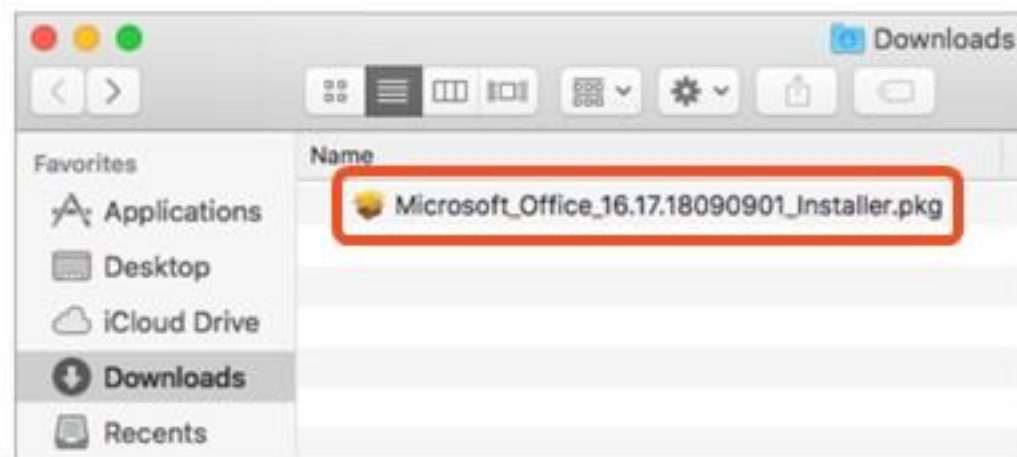 Downloads
Favorites
Name
Applications
Microsoft_Office_16.17.18090901_Installer.pkg
Desktop
iCloud Drive
Downloads
Recents